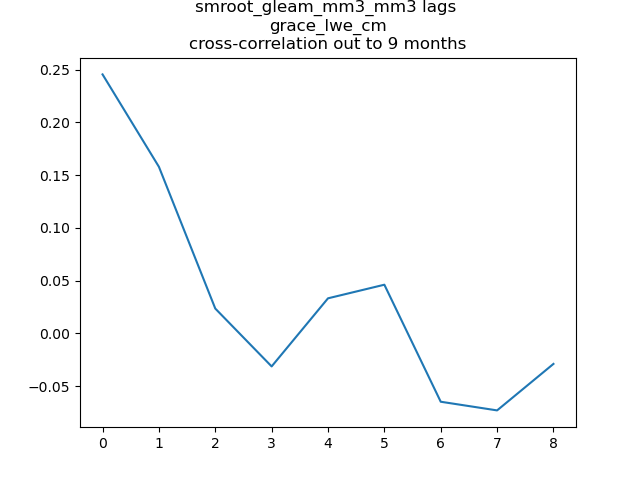 smroot_gleam_mm3_mm3 lags
grace_lwe_cm
cross-correlation out to 9 months
0.25
0.20
0.15
0.10
0.05
0.00
−0.05
0 1 2 3 4 5 6 7 8